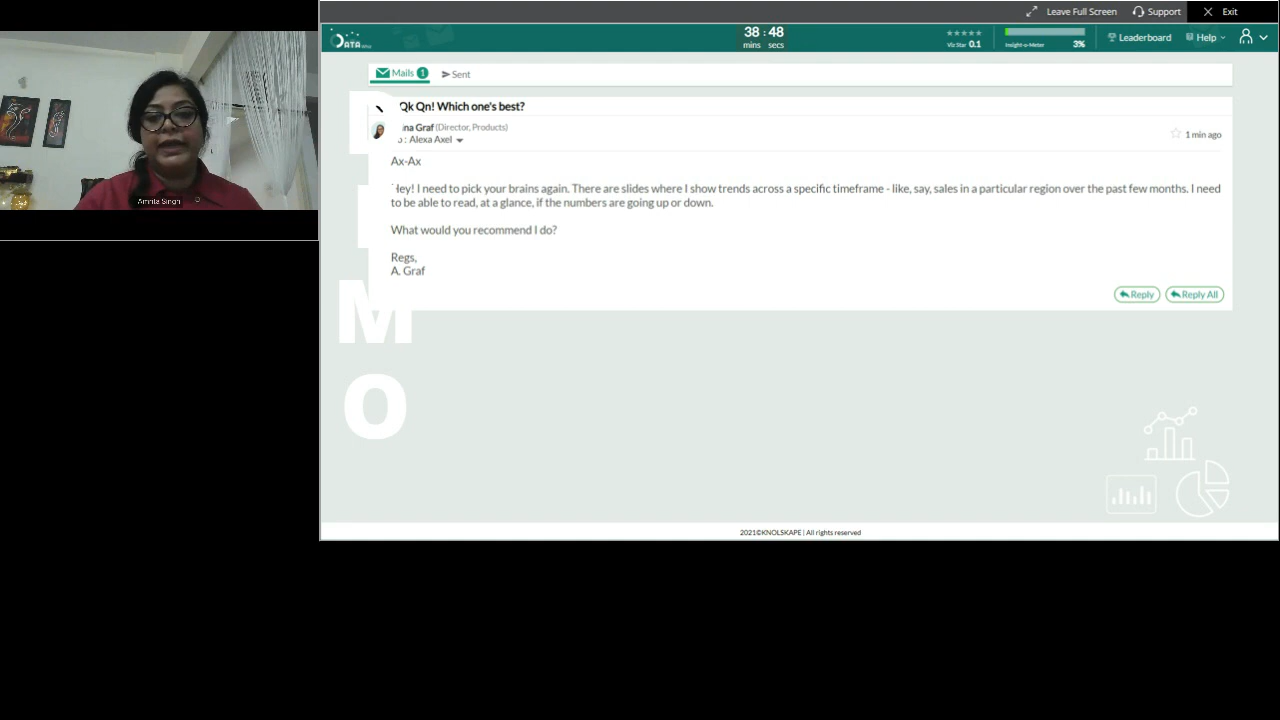 Leave Full Screen
Support
Exit
DATA
38 : 48
mins secs
Viz Star 0.1
Insight-o-Meter
3%
Leaderboard
Help
Mails 1
Sent
Qk Qn! Which one's best?
ina Graf (Director, Products)
: Alexa Axel
1 min ago
Ax-Ax
Hey! I need to pick your brains again. There are slides where I show trends across a specific timeframe - like, say, sales in a particular region over the past few months. I need
to be able to read, at a glance, if the numbers are going up or down.
What would you recommend I do?
Regs,
A. Graf
Reply
Reply All
M
O
Amrita Singh
2021©KNOLSKAPE | All rights reserved